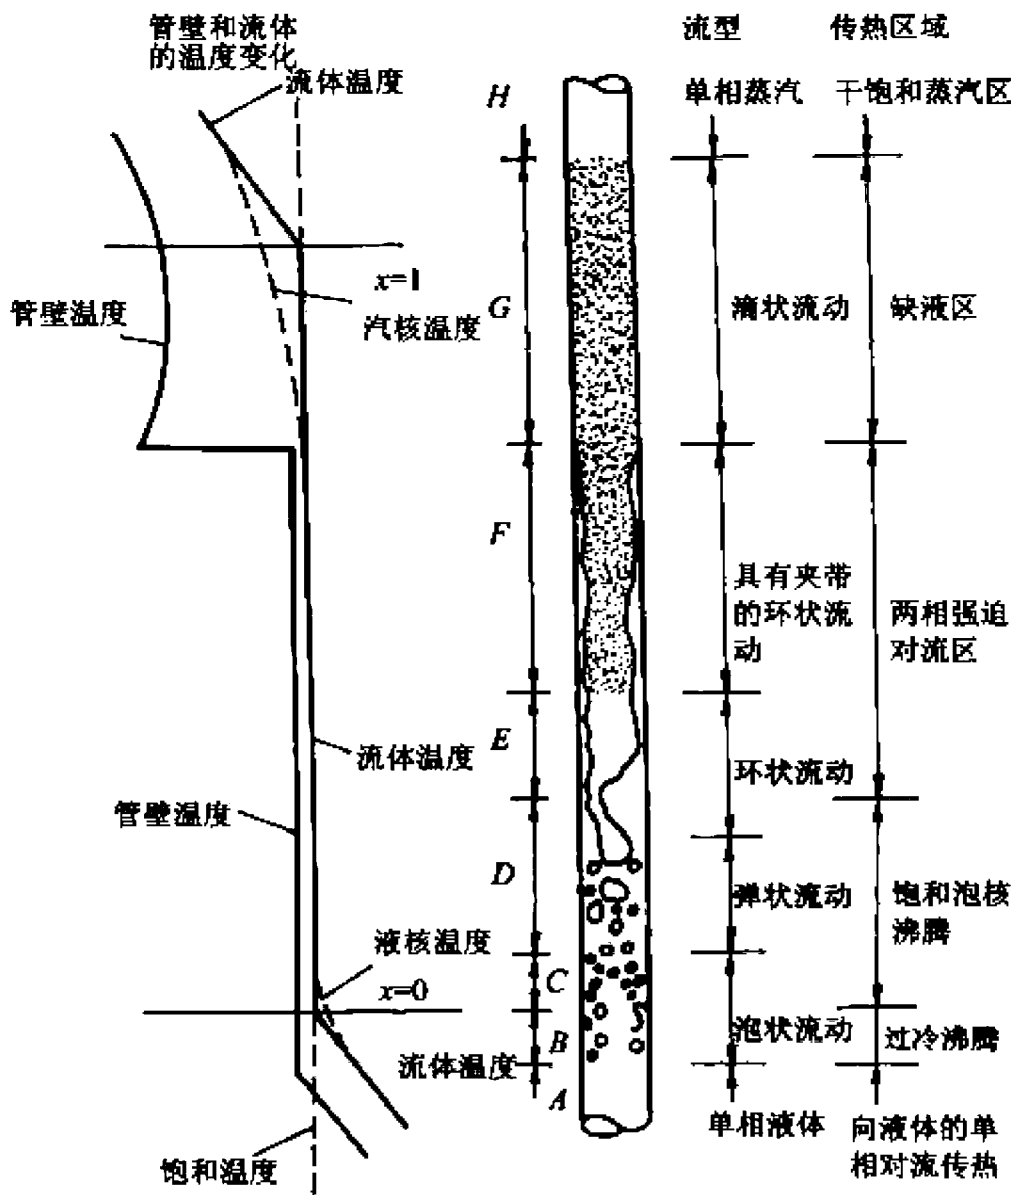 管壁和流体
的温度变化
流体温度
流型
传热区域
H
单相蒸汽
干饱和蒸汽区
x=1
管壁温度
汽核温度
G
滴状流动
缺液区
F
具有夹带
的环状流
动
两相强迫
对流区
E
流体温度
环状流动
管壁温度
D
弹状流动
饱和泡核
沸腾
液核温度
x=0
C
B
泡状流动
过冷沸腾
流体温度
A
单相液体
向液体的单
相对流传热
饱和温度